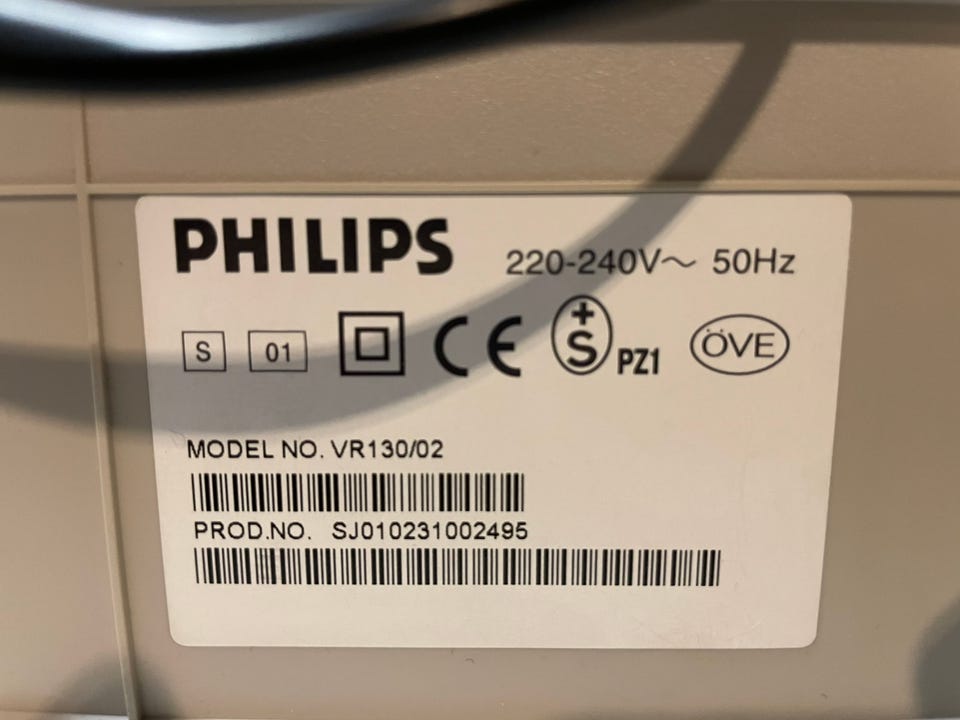 PHILIPS 220-240V~ 50Hz
S 01 CE +S PZ1 ÖVE
MODEL NO. VR130/02
PROD.NO. SJ010231002495